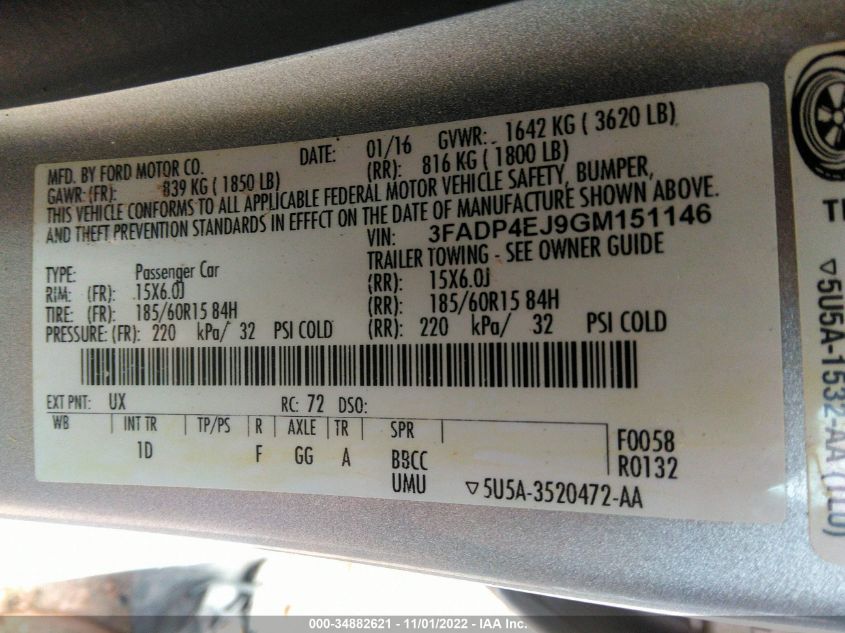 MFD. BY FORD MOTOR CO. DATE: 01/16 GVWR: 1642 KG ( 3620 LB)
GAWR: (FR): 839 KG ( 1850 LB) (RR): 816 KG ( 1800 LB)
THIS VEHICLE CONFORMS TO ALL APPLICABLE FEDERAL MOTOR VEHICLE SAFETY, BUMPER,
AND THEFT PREVENTION STANDARDS IN EFFFCT ON THE DATE OF MANUFACTURE SHOWN ABOVE.
VIN: 3FADP4EJ9GM151146
TYPE: Passenger Car TRAILER TOWING - SEE OWNER GUIDE
RIM: (FR): 15X6.0J (RR): 15X6.0J
TIRE: (FR): 185/60R15 84H (RR): 185/60R15 84H
PRESSURE: (FR): 220 kPa/ 32 PSI COLD (RR): 220 kPa/ 32 PSI COLD
EXT PNT: UX RC: 72 DSO:
WB INT TR TP/PS R AXLE TR SPR F0058
1D F GG A BBCC R0132
UMU ▽5U5A-3520472-AA
▽5U5A-1532-AA (TEU)
000-34882621 - 11/01/2022 - IAA Inc.